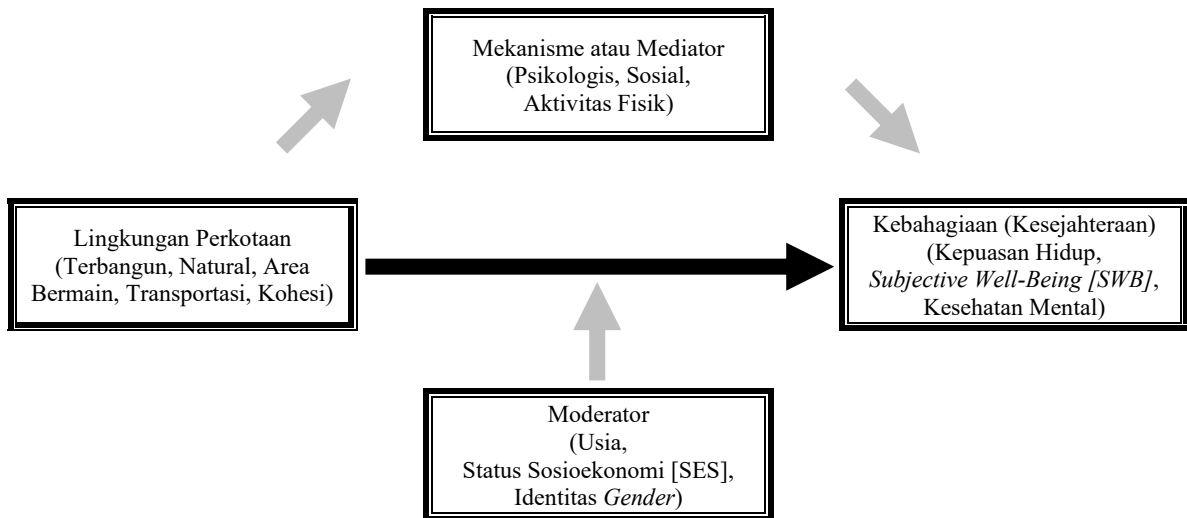 Mekanisme atau Mediator
(Psikologis, Sosial,
Aktivitas Fisik)
Lingkungan Perkotaan
(Terbangun, Natural, Area
Bermain, Transportasi, Kohesi)
Kebahagiaan (Kesejahteraan)
(Kepuasan Hidup,
Subjective Well-Being [SWB],
Kesehatan Mental)
Moderator
(Usia,
Status Sosioekonomi [SES],
Identitas Gender)